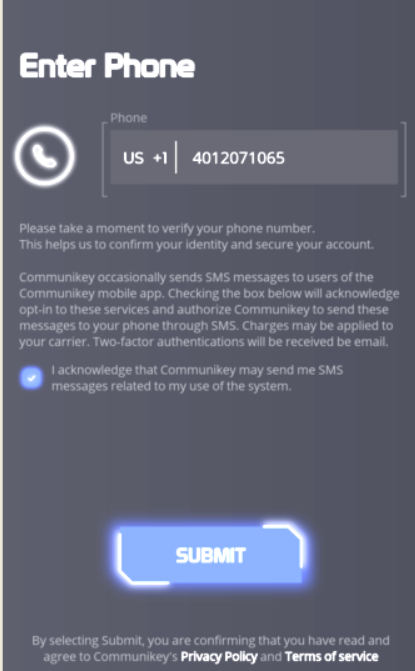 Enter Phone
Phone
US +1 4012071065
Please take a moment to verify your phone number.
This helps us to confirm your identity and secure your account.
Communikey occasionally sends SMS messages to users of the
Communikey mobile app. Checking the box below will acknowledge
opt-in to these services and authorize Communikey to send these
messages to your phone through SMS. Charges may be applied to
your carrier. Two-factor authentications will be received be email.
I acknowledge that Communikey may send me SMS
messages related to my use of the system.
SUBMIT
By selecting Submit, you are confirming that you have read and
agree to Communikey's Privacy Policy and Terms of service